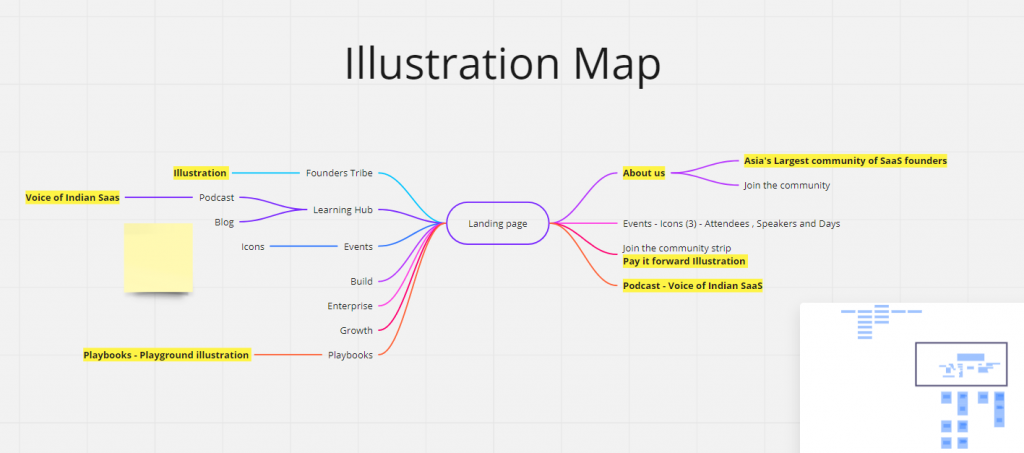 Illustration Map
Illustration
Founders Tribe
Voice of Indian Saas
Podcast
Learning Hub
Blog
Icons
Events
Build
Enterprise
Growth
Playbooks - Playground illustration
Playbooks
Landing page
About us
Asia's Largest community of SaaS founders
Join the community
Events - icons (3) - Attendees , Speakers and Days
Join the community strip
Pay it forward Illustration
Podcast - Voice of Indian SaaS